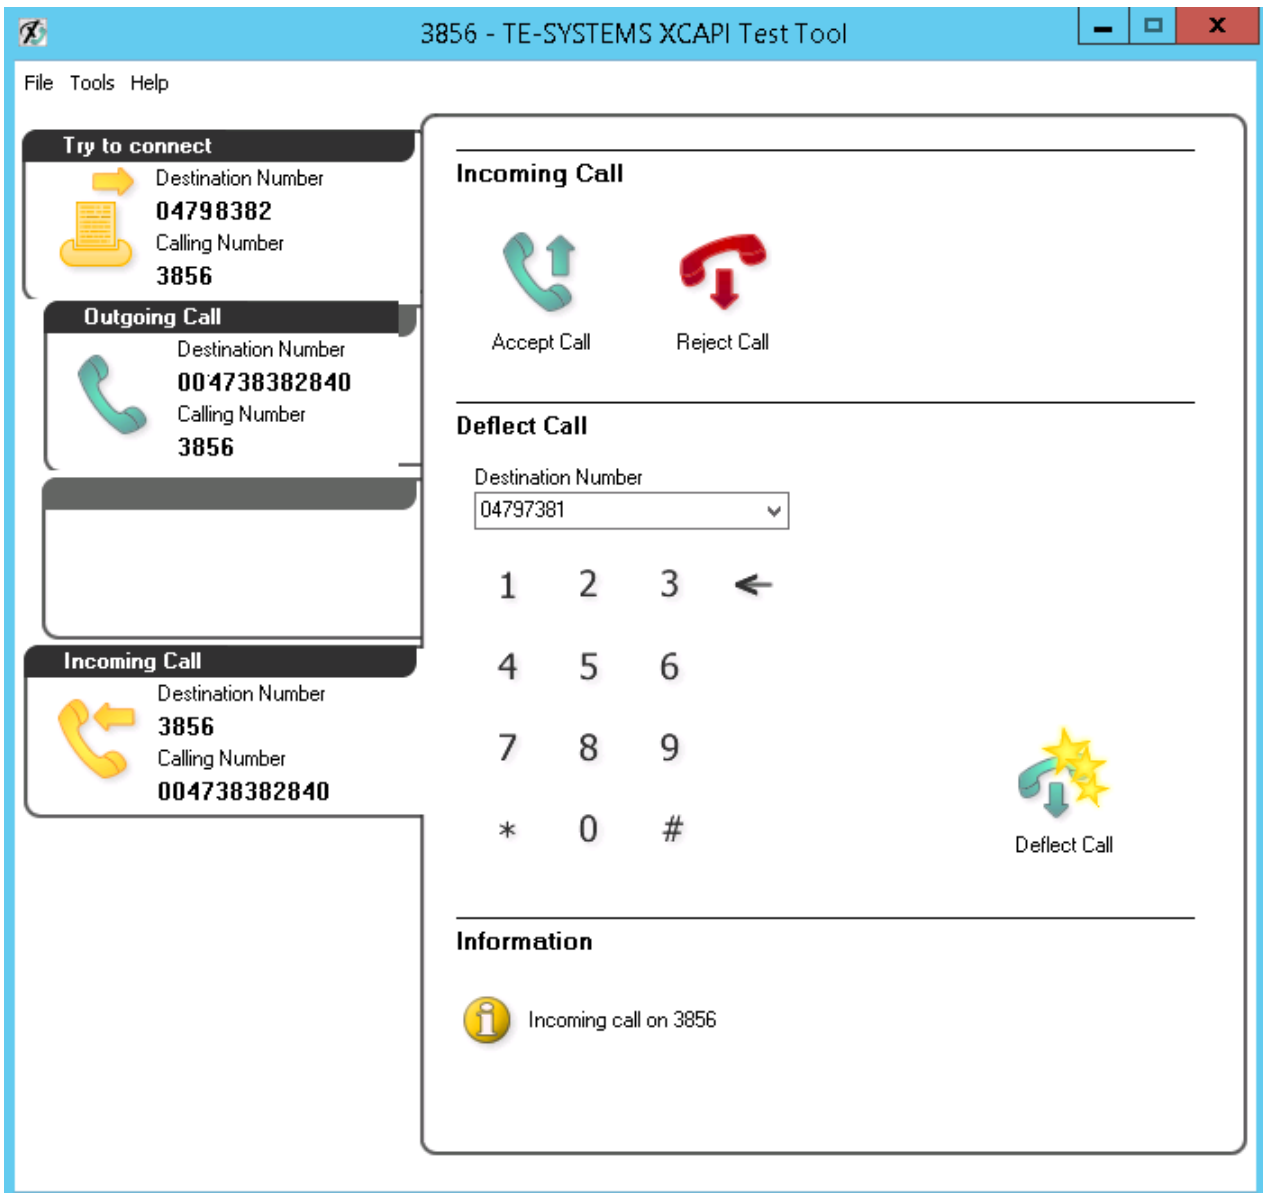 3856 - TE-SYSTEMS XCAPI Test Tool
File Tools Help
Try to connect
Destination Number
04798382
Calling Number
3856
Outgoing Call
Destination Number
004738382840
Calling Number
3856
Incoming Call
Destination Number
3856
Calling Number
004738382840
Incoming Call
Accept Call Reject Call
Deflect Call
Destination Number
04797381
1 2 3
4 5 6
7 8 9
* 0 #
Deflect Call
Information
Incoming call on 3856